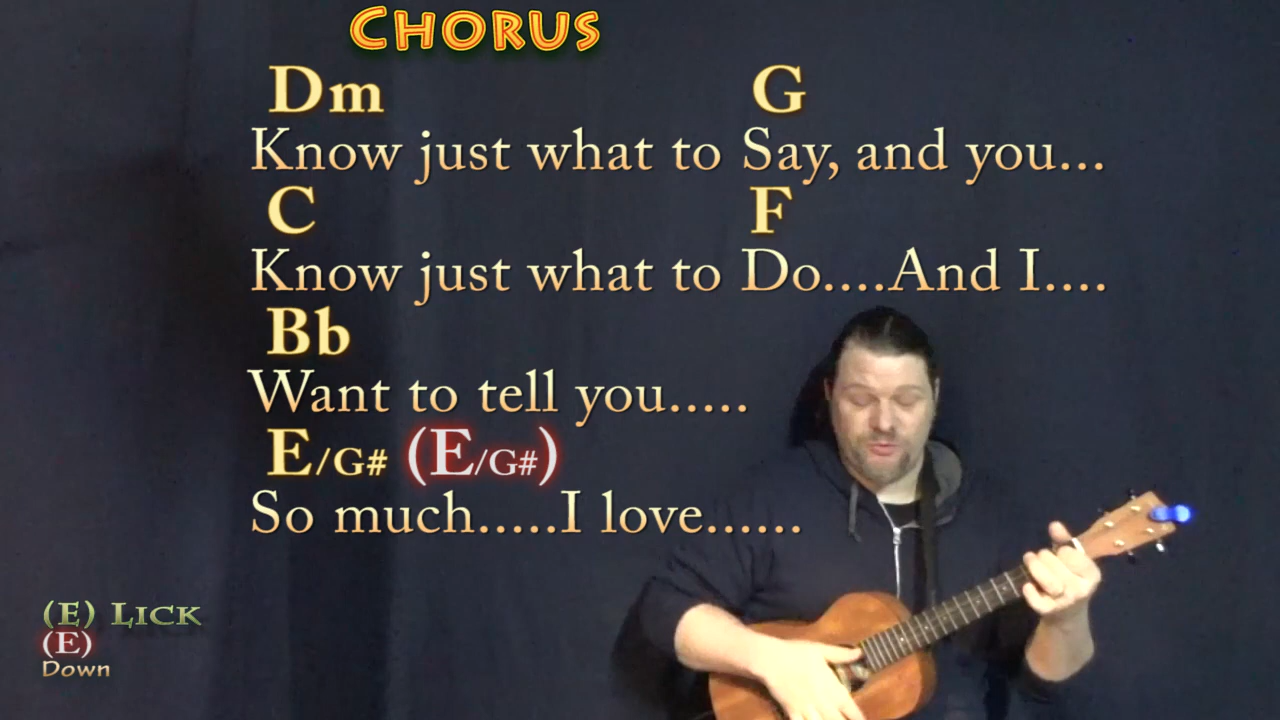 CHORUS
Dm G
Know just what to Say, and you...
C F
Know just what to Do....And I....
Bb
Want to tell you.....
E/G# (E/G#)
So much.....I love......
(E) LICK
(E)
Down